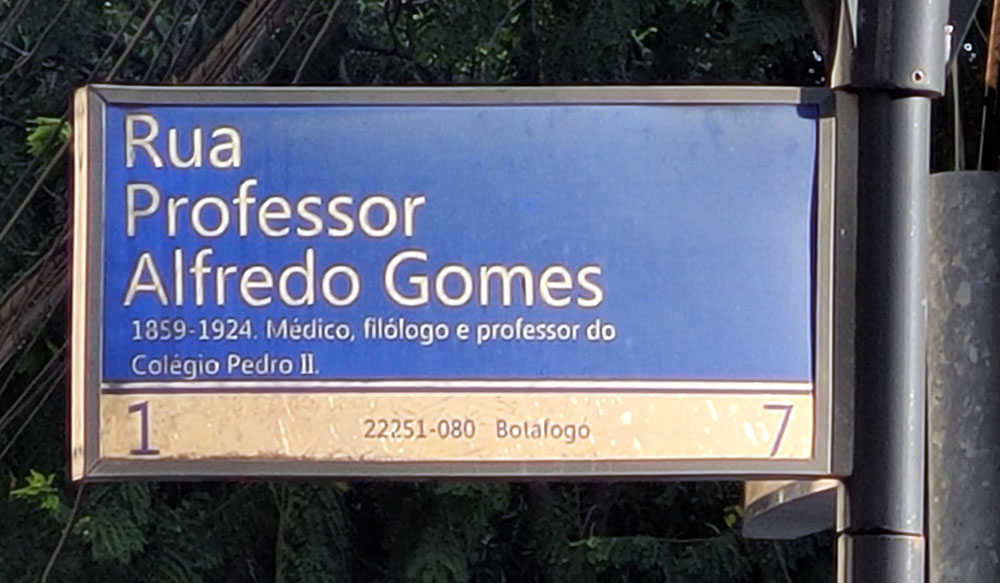 Rua
Professor
Alfredo Gomes
1859-1924. Médico, filólogo e professor do
Colégio Pedro II.
1 22251-080 Botafogo 7